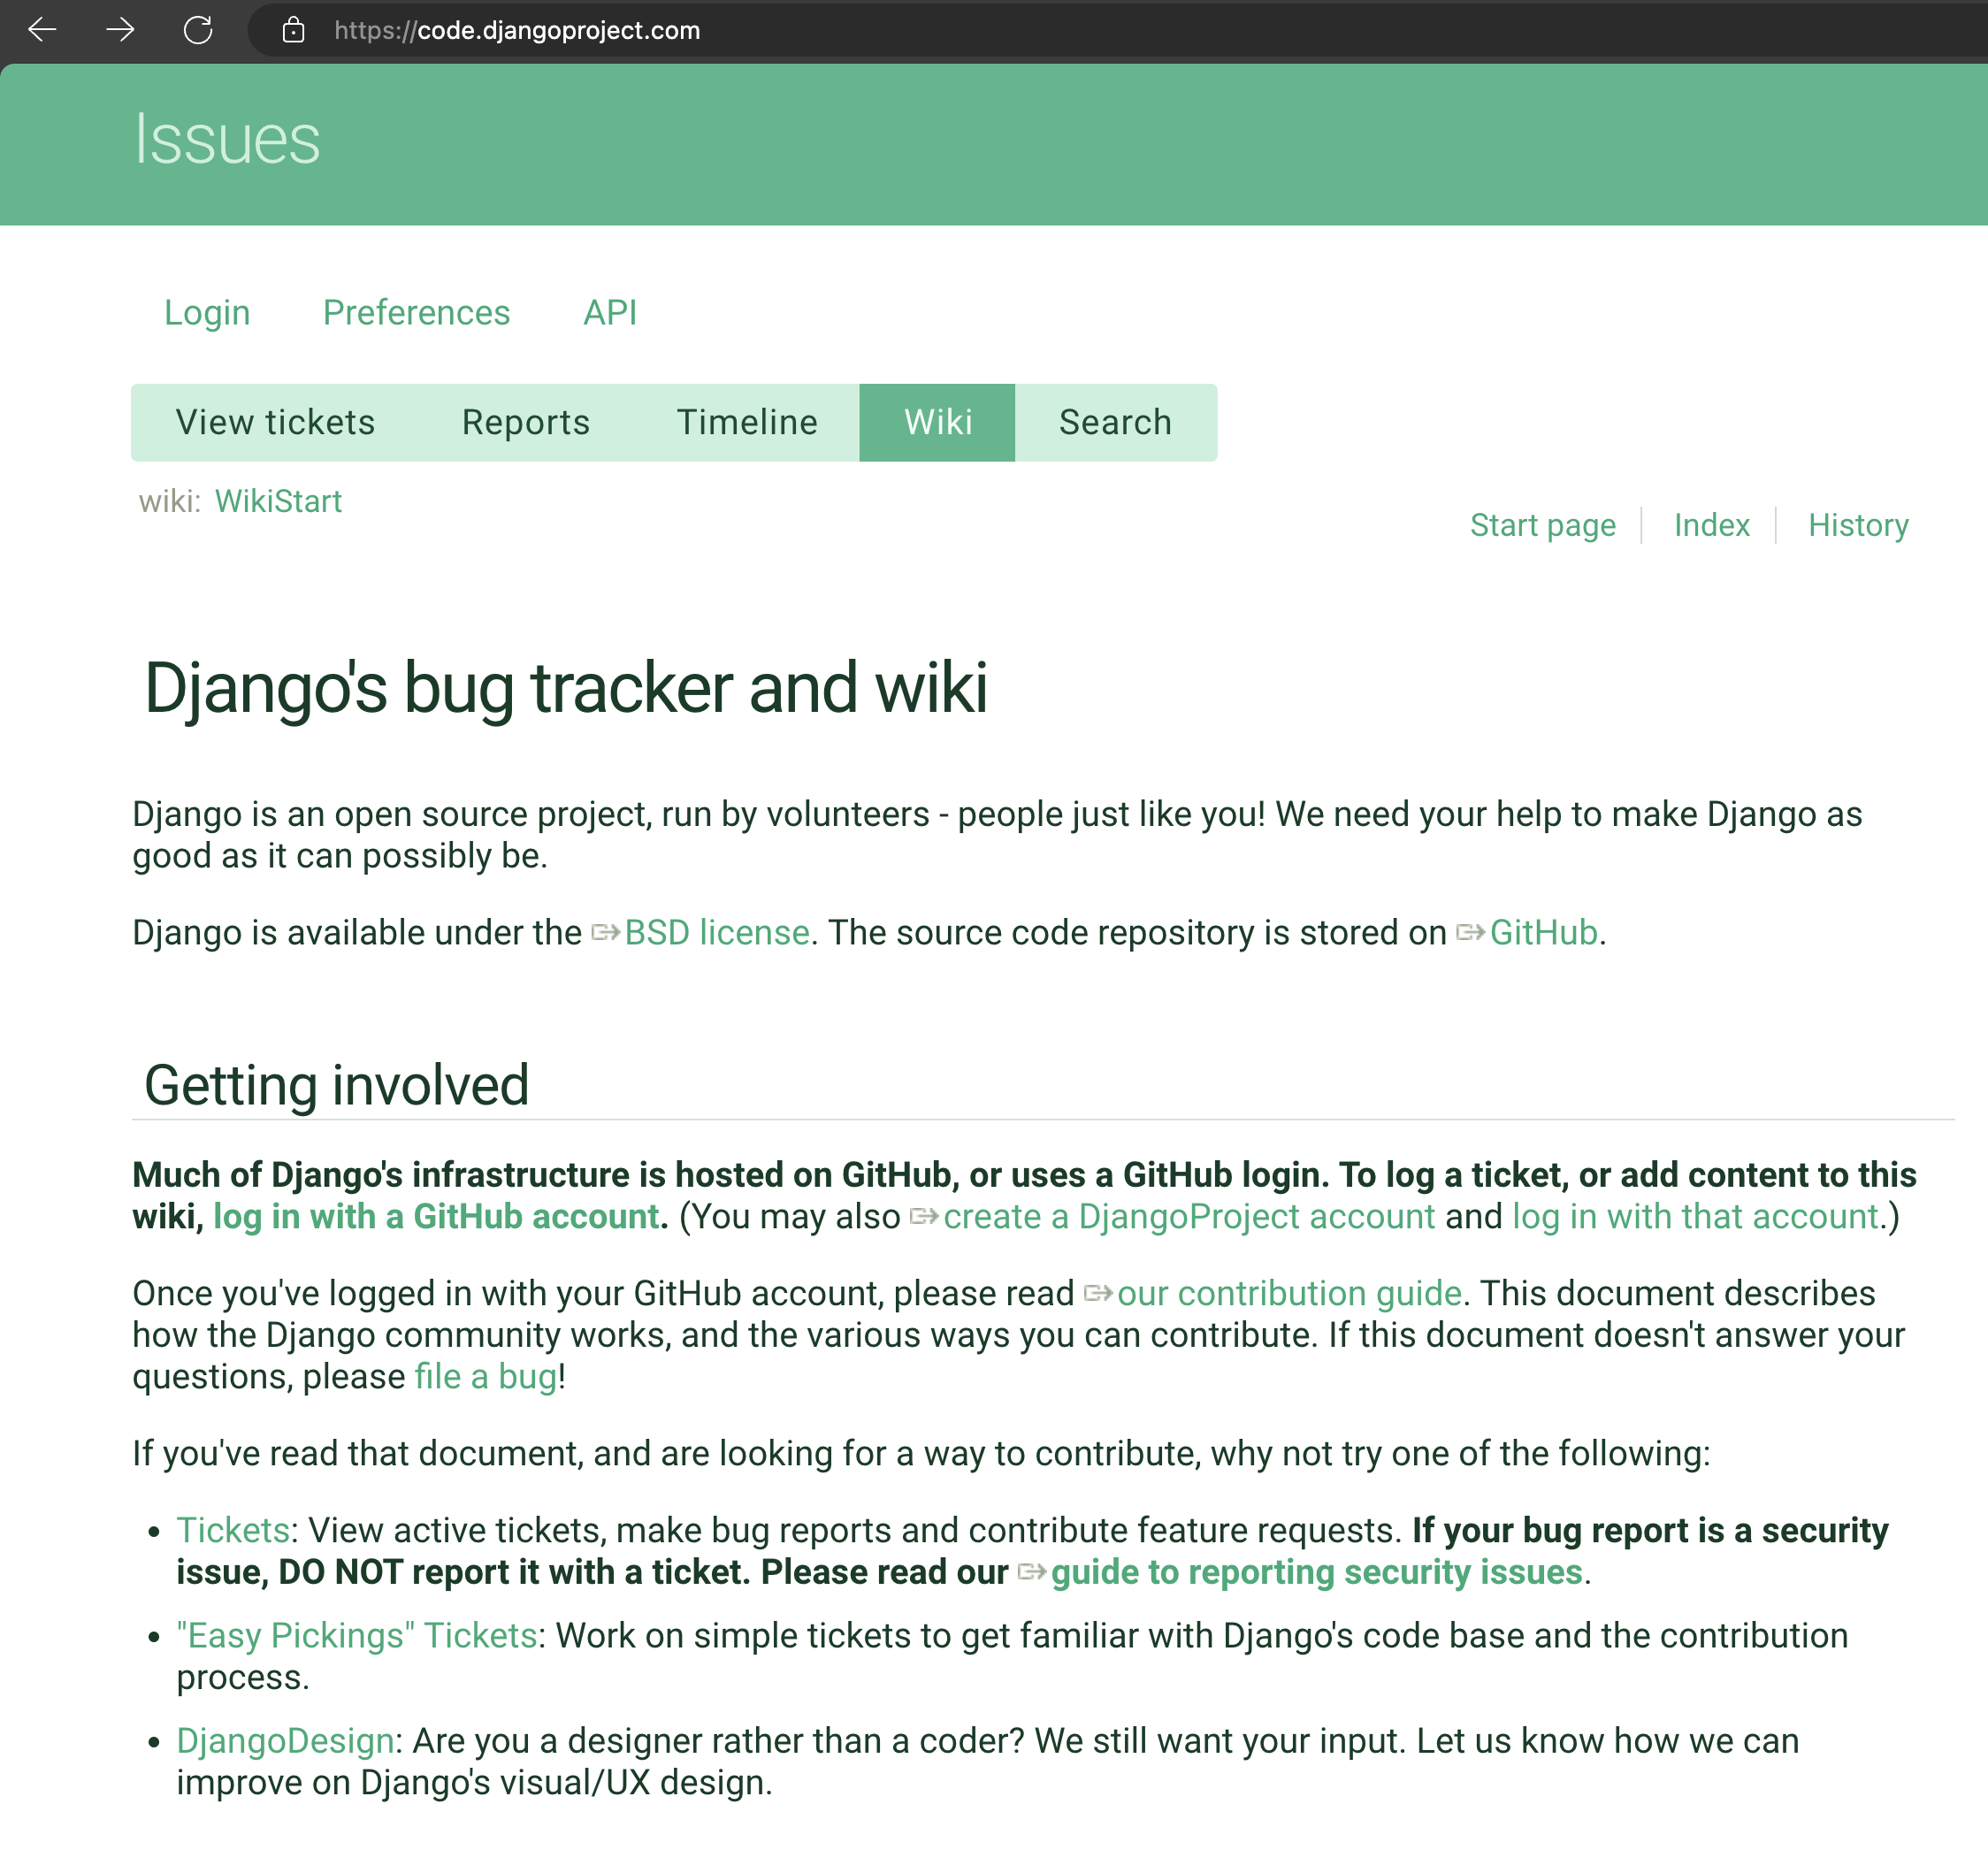 https://code.djangoproject.com
Issues
Login Preferences API
View tickets Reports Timeline Wiki Search
wiki: WikiStart
Start page Index History
Django's bug tracker and wiki
Django is an open source project, run by volunteers - people just like you! We need your help to make Django as
good as it can possibly be.
Django is available under the BSD license. The source code repository is stored on GitHub.
Getting involved
Much of Django's infrastructure is hosted on GitHub, or uses a GitHub login. To log a ticket, or add content to this
wiki, log in with a GitHub account. (You may also create a DjangoProject account and log in with that account.)
Once you've logged in with your GitHub account, please read our contribution guide. This document describes
how the Django community works, and the various ways you can contribute. If this document doesn't answer your
questions, please file a bug!
If you've read that document, and are looking for a way to contribute, why not try one of the following:
• Tickets: View active tickets, make bug reports and contribute feature requests. If your bug report is a security
issue, DO NOT report it with a ticket. Please read our guide to reporting security issues.
• "Easy Pickings" Tickets: Work on simple tickets to get familiar with Django's code base and the contribution
process.
• DjangoDesign: Are you a designer rather than a coder? We still want your input. Let us know how we can
improve on Django's visual/UX design.